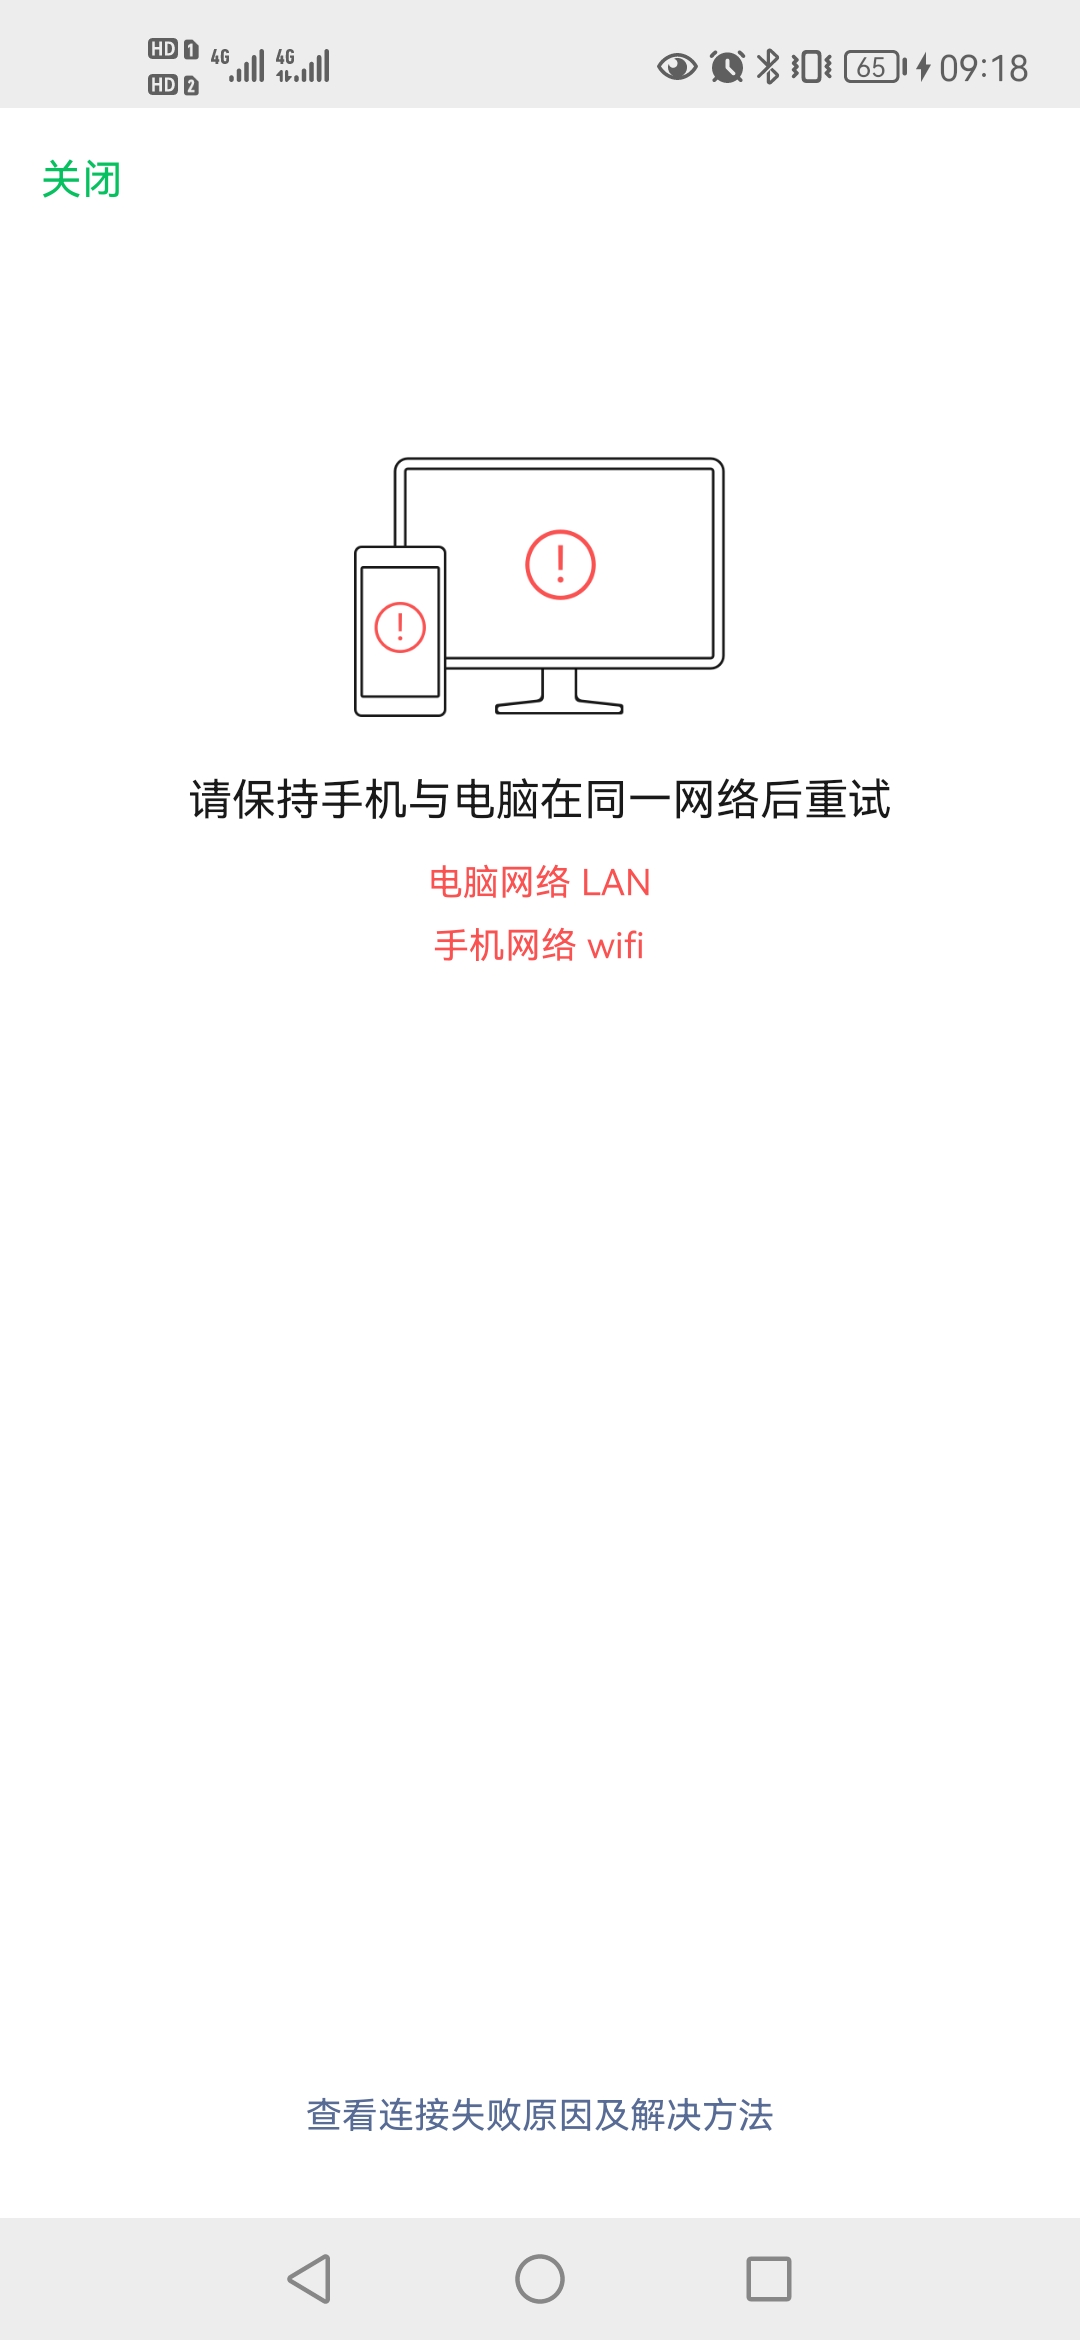 HD 1 4G 4G
HD 2
65 09:18
关闭
请保持手机与电脑在同一网络后重试
电脑网络 LAN
手机网络 wifi
查看连接失败原因及解决方法